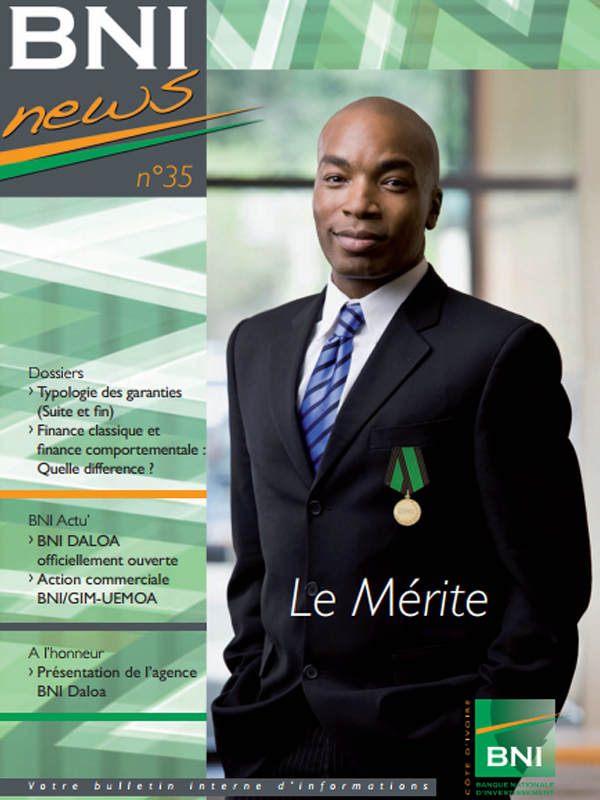 BNI
news
n°35
Dossiers
› Typologie des garanties
(Suite et fin)
› Finance classique et
finance comportementale :
Quelle difference ?
BNI Actu'
› BNI DALOA
officiellement ouverte
› Action commerciale
BNI/GIM-UEMOA
A l'honneur
› Présentation de l'agence
BNI Daloa
Le Mérite
CÔTE D'IVOIRE
BNI
BANQUE NATIONALE
D'INVESTISSEMENT
Votre bulletin interne d'informations